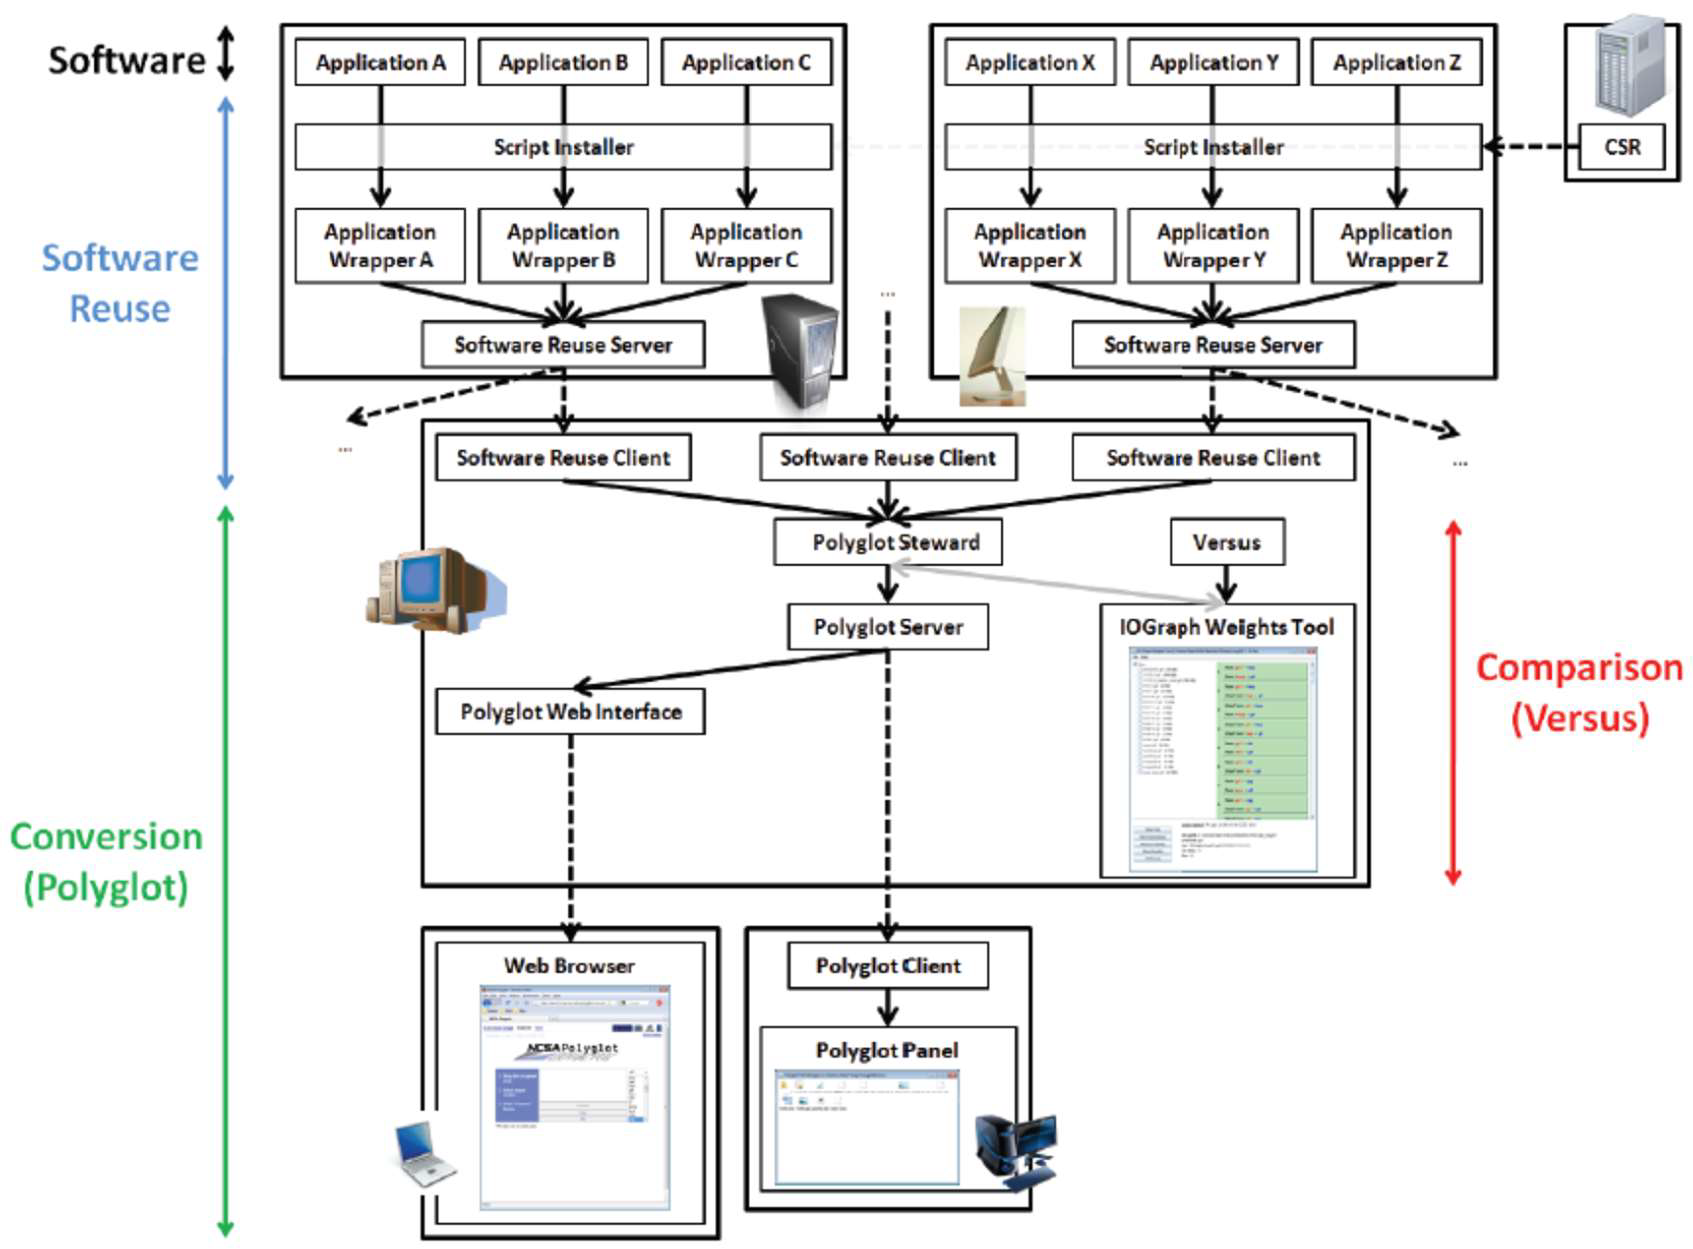 Software
Application A
Application B
Application C
Application X
Application Y
Application Z
Script Installer
Script Installer
CSR
Software
Reuse
Application
Wrapper A
Application
Wrapper B
Application
Wrapper C
Application
Wrapper X
Application
Wrapper Y
Application
Wrapper Z
...
Software Reuse Server
Software Reuse Server
...
...
Software Reuse Client
Software Reuse Client
Software Reuse Client
Polyglot Steward
Versus
Polyglot Server
IOGraph Weights Tool
Polyglot Web Interface
Comparison
(Versus)
Conversion
(Polyglot)
Web Browser
NCSA Polyglot
Polyglot Client
Polyglot Panel